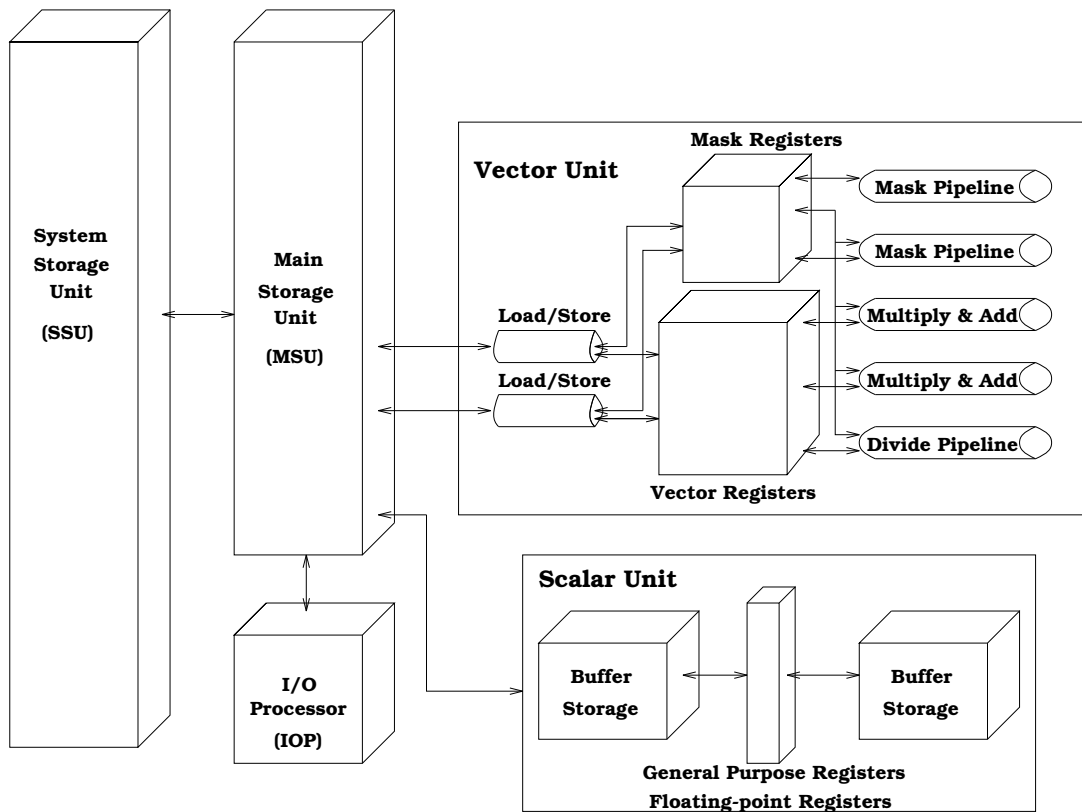 System
Storage
Unit
(SSU)
Main
Storage
Unit
(MSU)
I/O
Processor
(IOP)
Vector Unit
Mask Registers
Mask Pipeline
Mask Pipeline
Load/Store
Multiply & Add
Load/Store
Multiply & Add
Divide Pipeline
Vector Registers
Scalar Unit
Buffer
Storage
Buffer
Storage
General Purpose Registers
Floating-point Registers